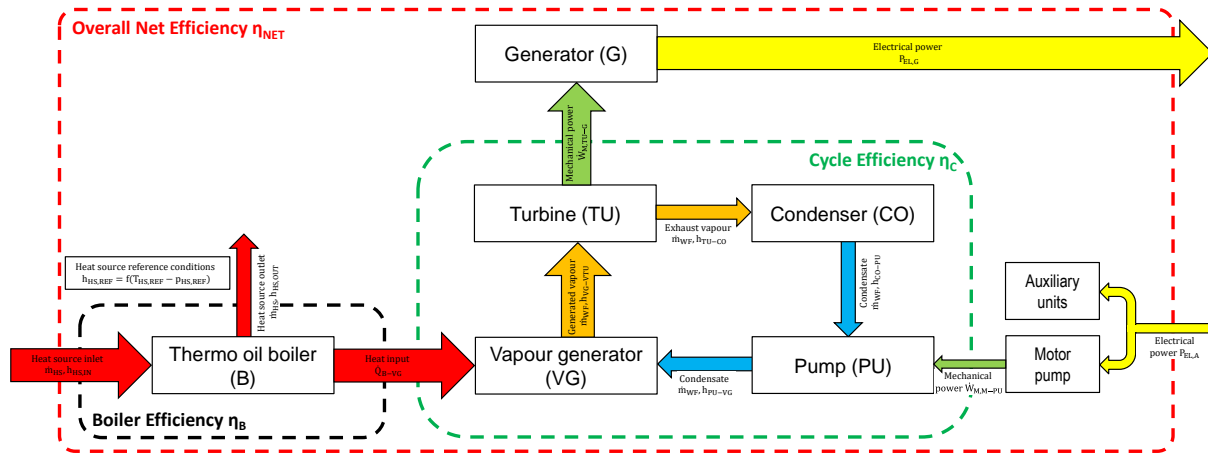 Overall Net Efficiency ηNET
Generator (G)
Electrical power
PEL,G
Mechanical power
ẆM,TU−G
Cycle Efficiency ηC
Turbine (TU)
Exhaust vapour
ṁWF, hTU−CO
Condenser (CO)
Heat source reference conditions
hHS,REF = f(THS,REF − pHS,REF)
Heat source outlet
ṁHS, hHS,OUT
Generated vapour
ṁWF, hVG−VTU
Condensate
ṁWF, hCO−PU
Auxiliary
units
Heat source inlet
ṁHS, hHS,IN
Thermo oil boiler
(B)
Heat input
Q̇B−VG
Vapour generator
(VG)
Condensate
ṁWF, hPU−VG
Pump (PU)
Mechanical
power ẆM,M−PU
Motor
pump
Electrical
power PEL,A
Boiler Efficiency ηB